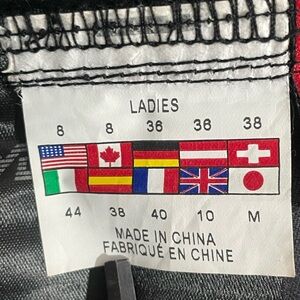 LADIES
8 8 36 36 38
44 38 40 10 M
MADE IN CHINA
FABRIQUÉ EN CHINE